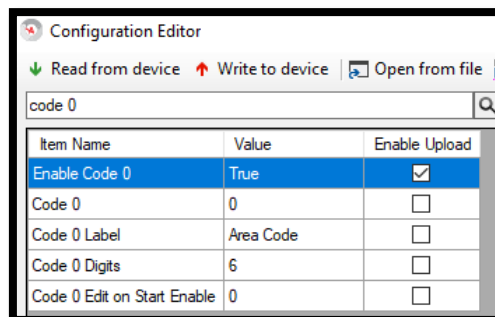 Configuration Editor
Read from device Write to device Open from file
code 0
Item Name Value Enable Upload
Enable Code 0 True
Code 0 0
Code 0 Label Area Code
Code 0 Digits 6
Code 0 Edit on Start Enable 0